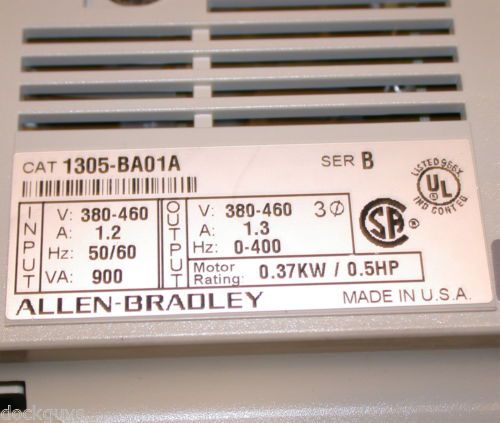 CAT 1305-BA01A SER B
LISTED 966X
UL
IND CONT EQ
SA
INPUT
V: 380-460
A: 1.2
Hz: 50/60
VA: 900
OUTPUT
V: 380-460 3Ø
A: 1.3
Hz: 0-400
Motor Rating: 0.37KW / 0.5HP
ALLEN-BRADLEY MADE IN U.S.A.
dockguys